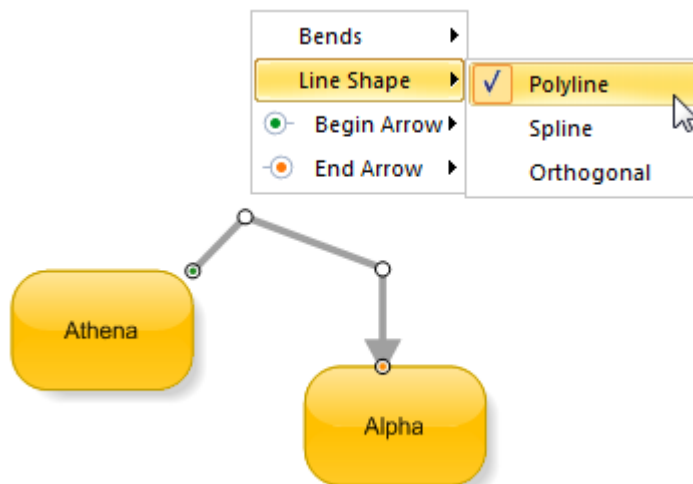 Bends
Line Shape
Begin Arrow
End Arrow
Polyline
Spline
Orthogonal
Athena
Alpha